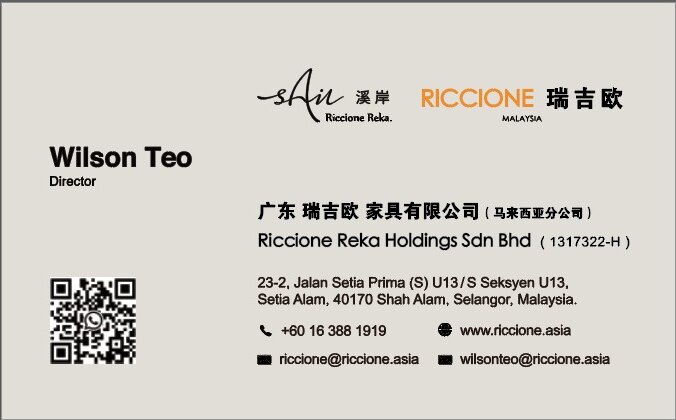 sAil 溪岸
Riccione Reka.
RICCIONE 瑞吉欧
MALAYSIA
Wilson Teo
Director
广东 瑞吉欧 家具有限公司 ( 马来西亚分公司 )
Riccione Reka Holdings Sdn Bhd ( 1317322-H )
23-2, Jalan Setia Prima (S) U13/S Seksyen U13,
Setia Alam, 40170 Shah Alam, Selangor, Malaysia.
+60 16 388 1919
www.riccione.asia
riccione@riccione.asia
wilsonteo@riccione.asia